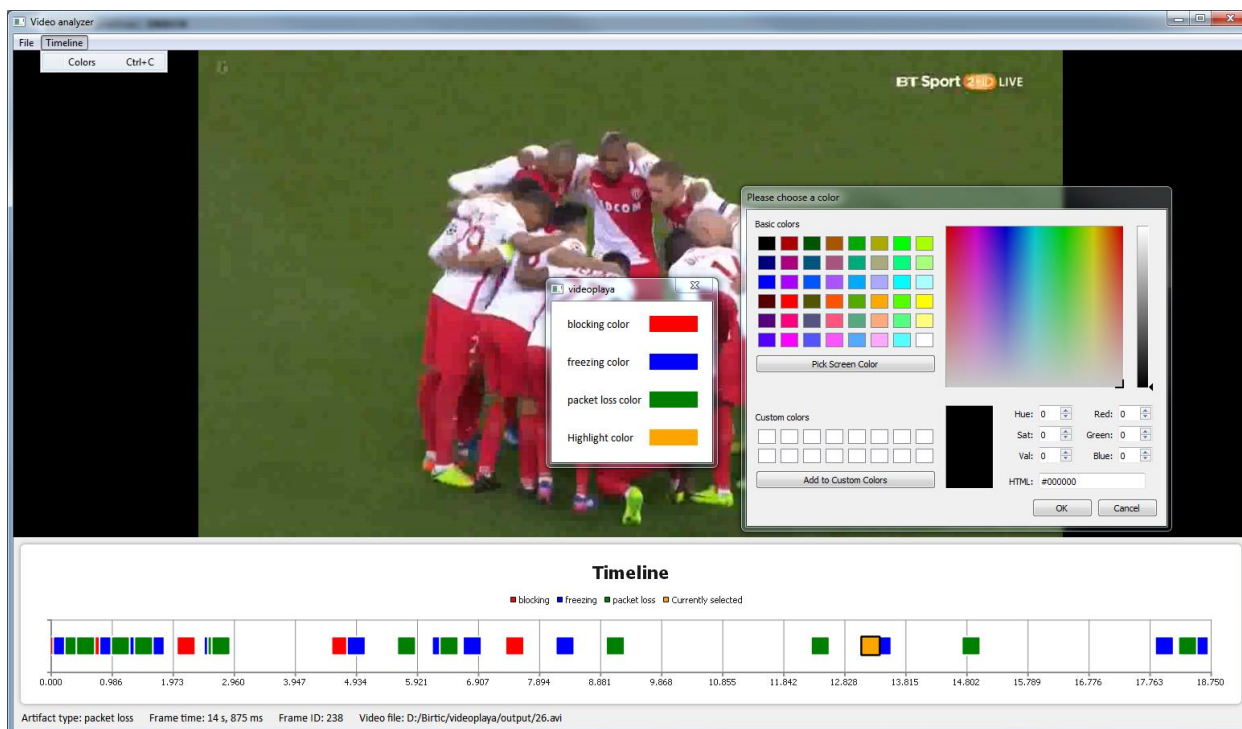 Video analyzer
File Timeline
Colors Ctrl+C
BT Sport 2HD LIVE
Please choose a color
Basic colors
Pick Screen Color
Custom colors
Add to Custom Colors
Hue: 0 Red: 0
Sat: 0 Green: 0
Val: 0 Blue: 0
HTML: #000000
OK Cancel
videoplaya
blocking color
freezing color
packet loss color
Highlight color
Timeline
blocking freezing packet loss Currently selected
0.000 0.986 1.973 2.960 3.947 4.934 5.921 6.907 7.894 8.881 9.868 10.855 11.842 12.828 13.815 14.802 15.789 16.776 17.763 18.750
Artifact type: packet loss Frame time: 14 s, 875 ms Frame ID: 238 Video file: D:/Birtic/videoplaya/output/26.avi